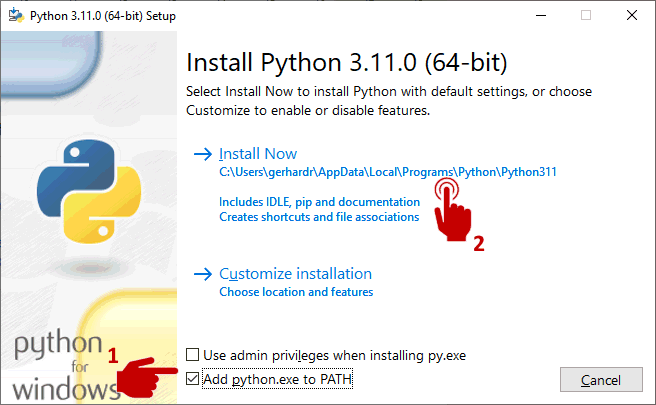 Python 3.11.0 (64-bit) Setup
Install Python 3.11.0 (64-bit)
Select Install Now to install Python with default settings, or choose
Customize to enable or disable features.
Install Now
C:\Users\gerhardr\AppData\Local\Programs\Python\Python311
Includes IDLE, pip and documentation
Creates shortcuts and file associations
2
Customize installation
Choose location and features
python
for
windows
1
Use admin privileges when installing py.exe
Add python.exe to PATH
Cancel